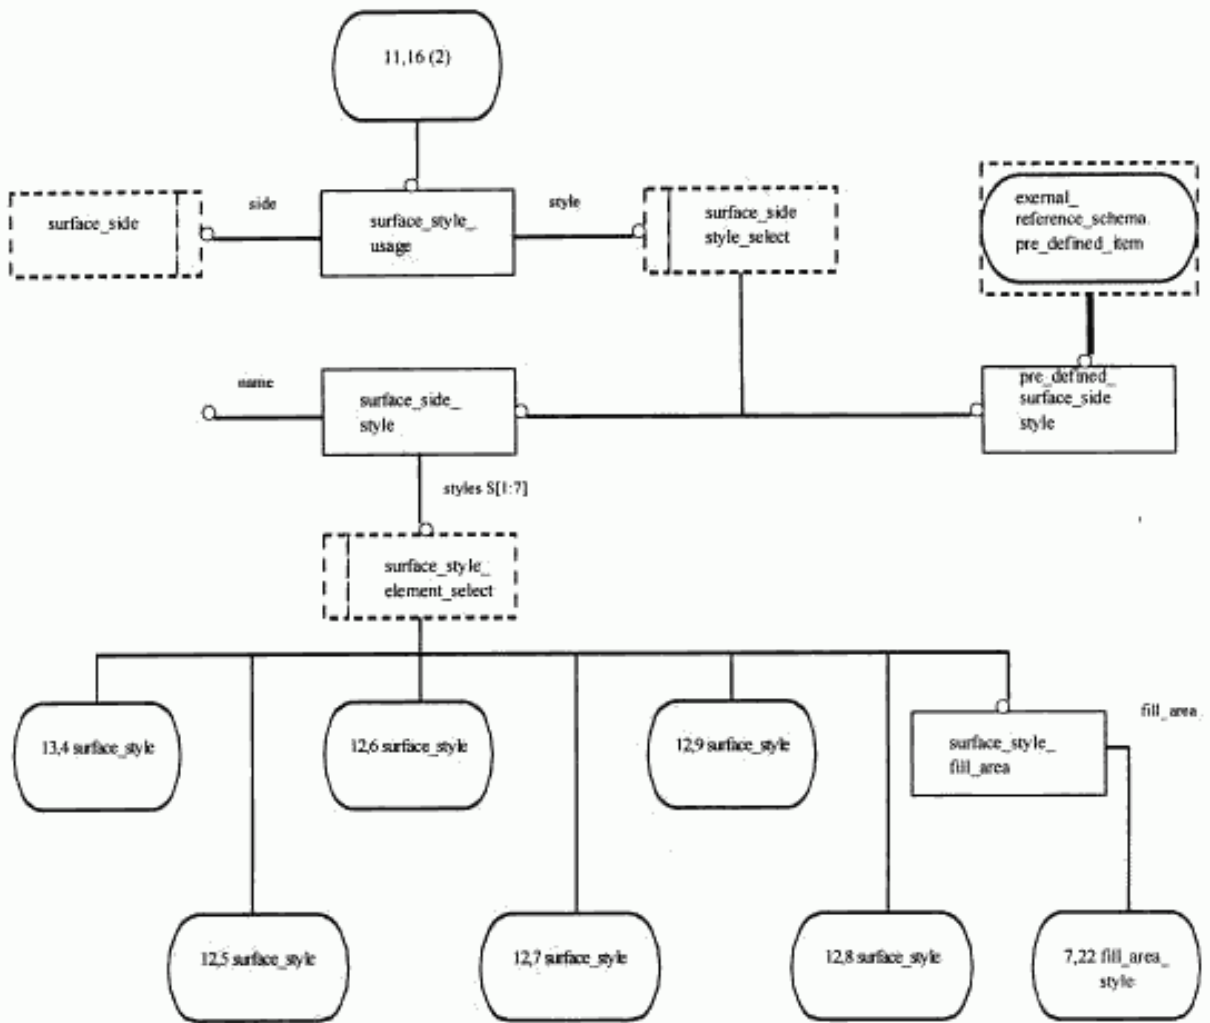 11,16 (2)
side
style
surface_side
surface_style_
usage
surface_side
style_select
exernal_
reference_schema.
pre_defined_item
name
surface_side_
style
pre_defined_
surface_side
style
styles S[1:7]
surface_style_
element_select
13,4 surface_style
12,6 surface_style
12,9 surface_style
surface_style_
fill_area
fill_area
12,5 surface_style
12,7 surface_style
12,8 surface_style
7,22 fill_area_
style